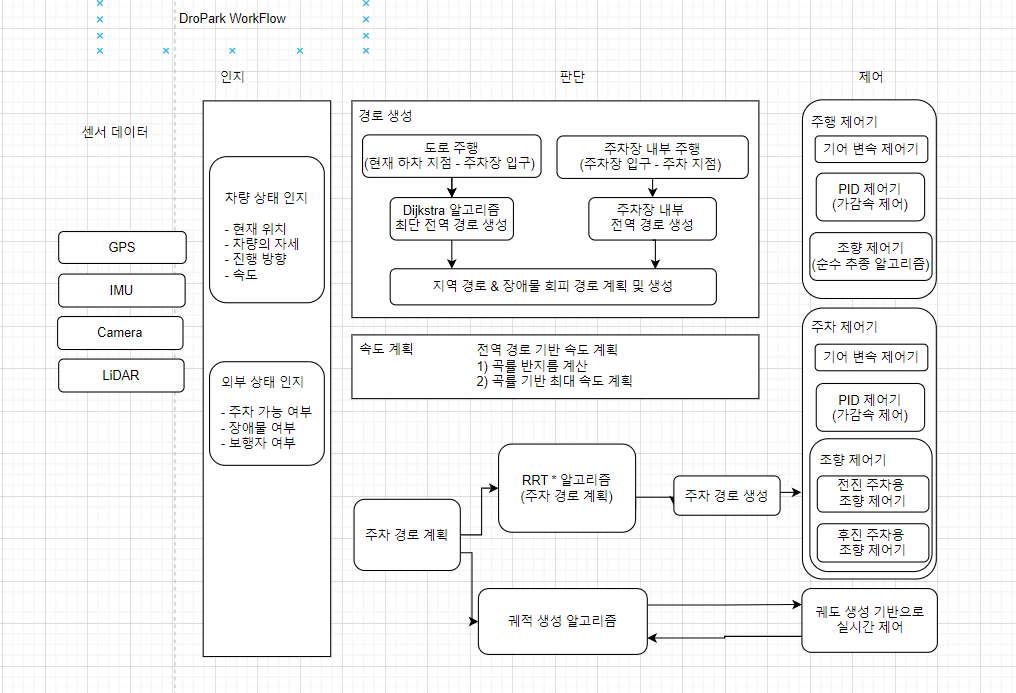 DroPark WorkFlow
인지
판단
제어
센서 데이터
GPS
IMU
Camera
LiDAR
차량 상태 인지
- 현재 위치
- 차량의 자세
- 진행 방향
- 속도
외부 상태 인지
- 주차 가능 여부
- 장애물 여부
- 보행자 여부
경로 생성
도로 주행
(현재 하차 지점 - 주차장 입구)
주차장 내부 주행
(주차장 입구 - 주차 지점)
Dijkstra 알고리즘
최단 전역 경로 생성
주차장 내부
전역 경로 생성
지역 경로 & 장애물 회피 경로 계획 및 생성
속도 계획
전역 경로 기반 속도 계획
1) 곡률 반지름 계산
2) 곡률 기반 최대 속도 계획
주차 경로 계획
RRT * 알고리즘
(주차 경로 계획)
주차 경로 생성
궤적 생성 알고리즘
주행 제어기
기어 변속 제어기
PID 제어기
(가감속 제어)
조향 제어기
(순수 추종 알고리즘)
주차 제어기
기어 변속 제어기
PID 제어기
(가감속 제어)
조향 제어기
전진 주차용
조향 제어기
후진 주차용
조향 제어기
궤도 생성 기반으로
실시간 제어